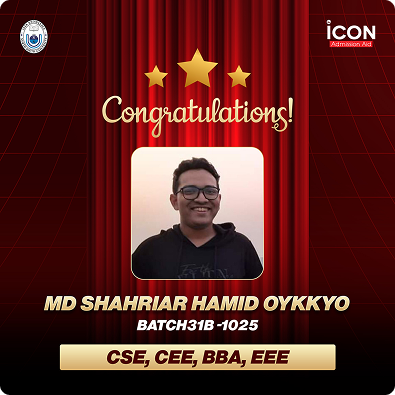 iCON
Admission Aid
Congratulations!
MD SHAHRIAR HAMID OYKKYO
BATCH31B -1025
CSE, CEE, BBA, EEE